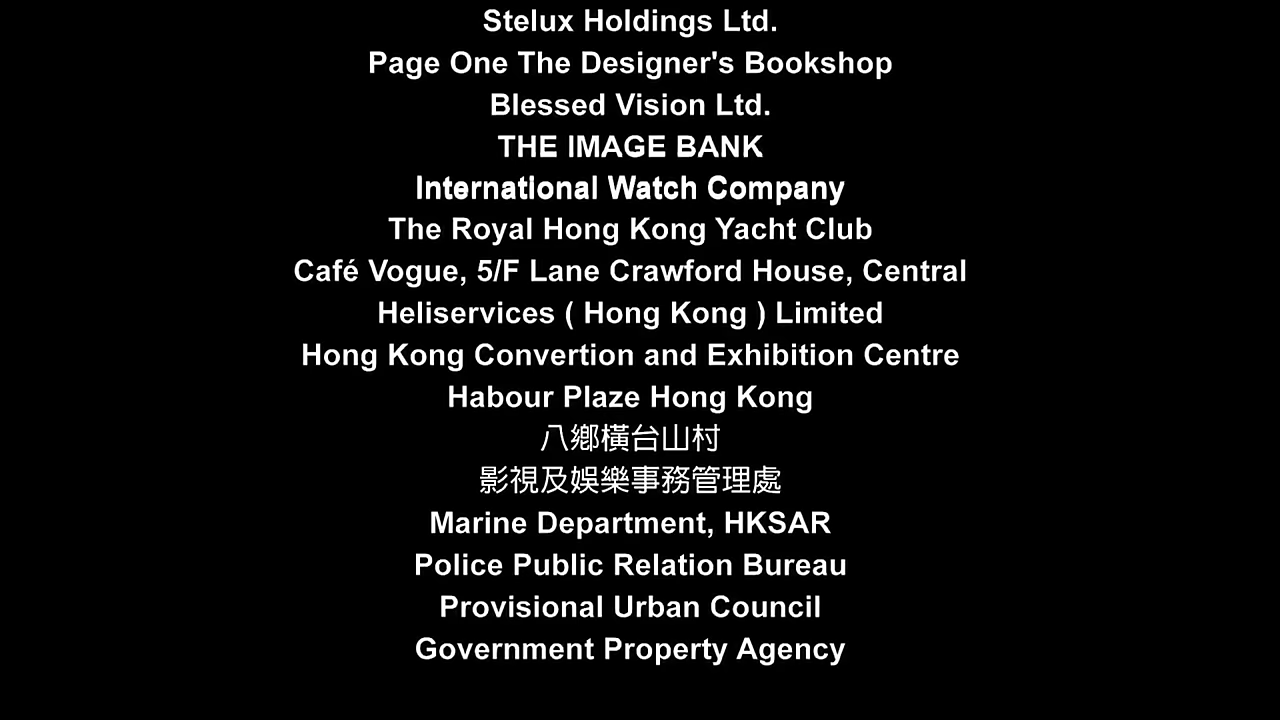 Stelux Holdings Ltd.
Page One The Designer's Bookshop
Blessed Vision Ltd.
THE IMAGE BANK
International Watch Company
The Royal Hong Kong Yacht Club
Café Vogue, 5/F Lane Crawford House, Central
Heliservices ( Hong Kong ) Limited
Hong Kong Convertion and Exhibition Centre
Habour Plaze Hong Kong
八鄉橫台山村
影視及娛樂事務管理處
Marine Department, HKSAR
Police Public Relation Bureau
Provisional Urban Council
Government Property Agency